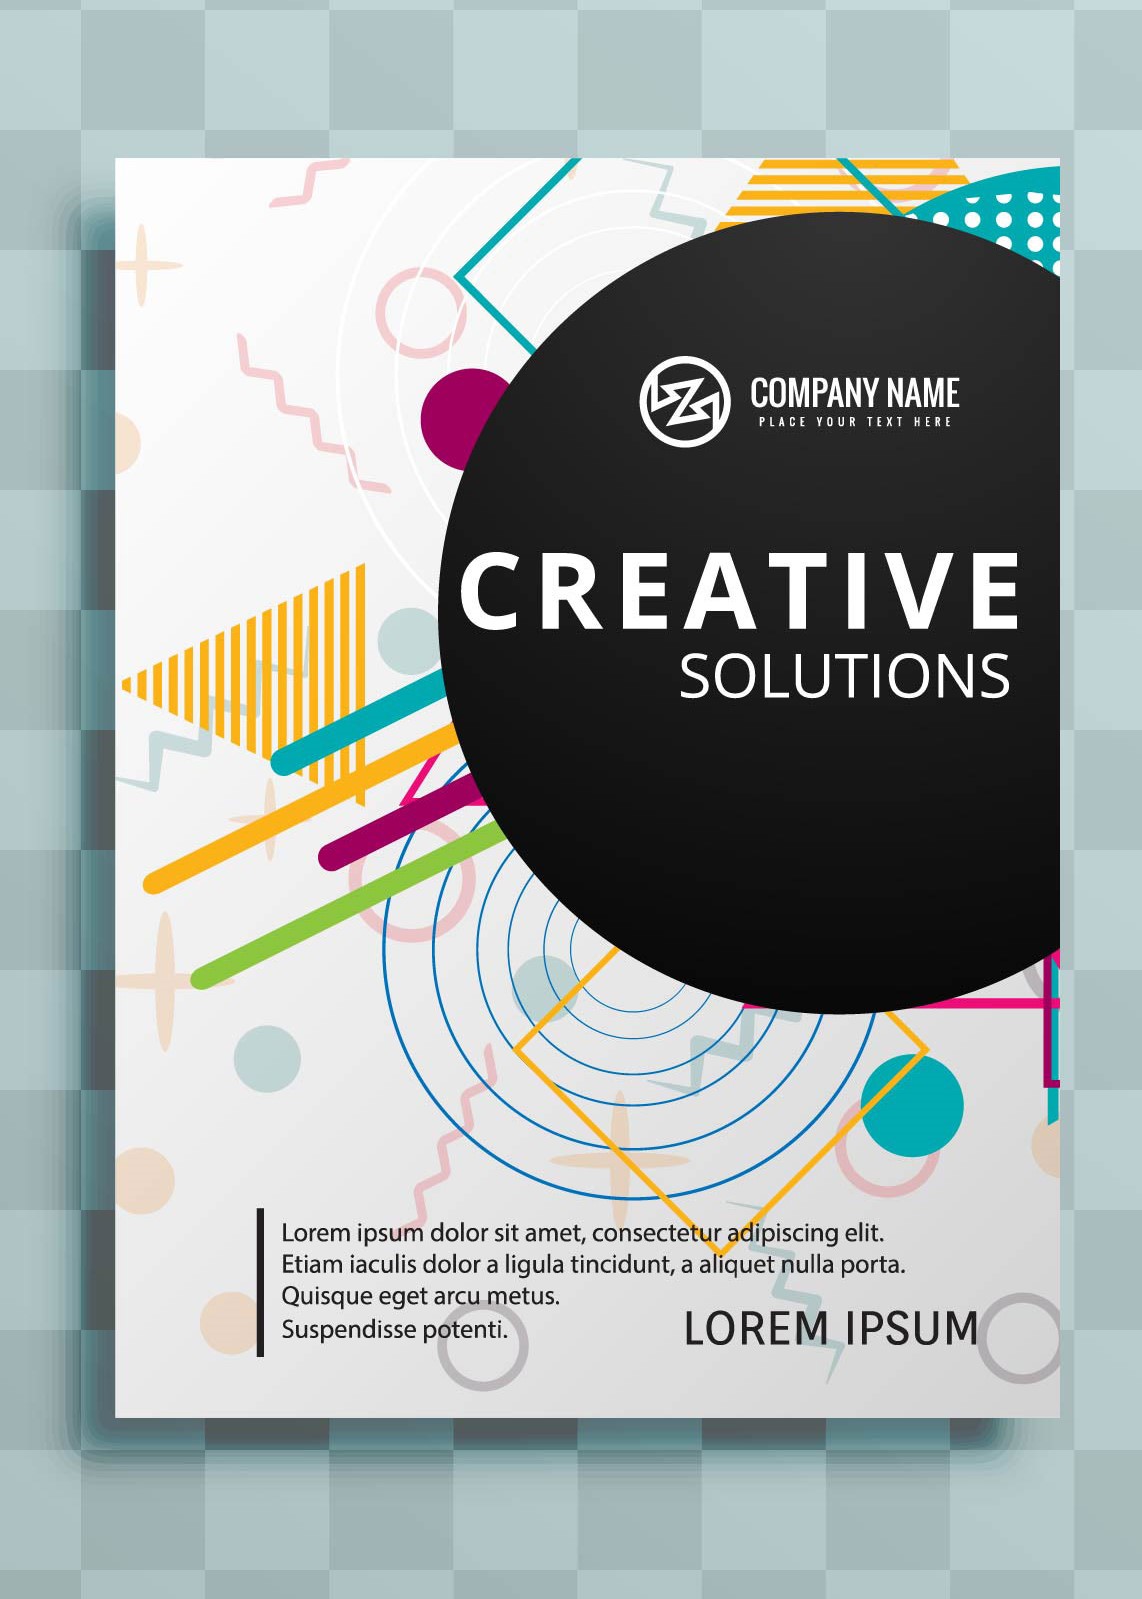 COMPANY NAME
PLACE YOUR TEXT HERE
CREATIVE
SOLUTIONS
Lorem ipsum dolor sit amet, consectetur adipiscing elit.
Etiam iaculis dolor a ligula tincidunt, a aliquet nulla porta.
Quisque eget arcu metus.
Suspendisse potenti.
LOREM IPSUM